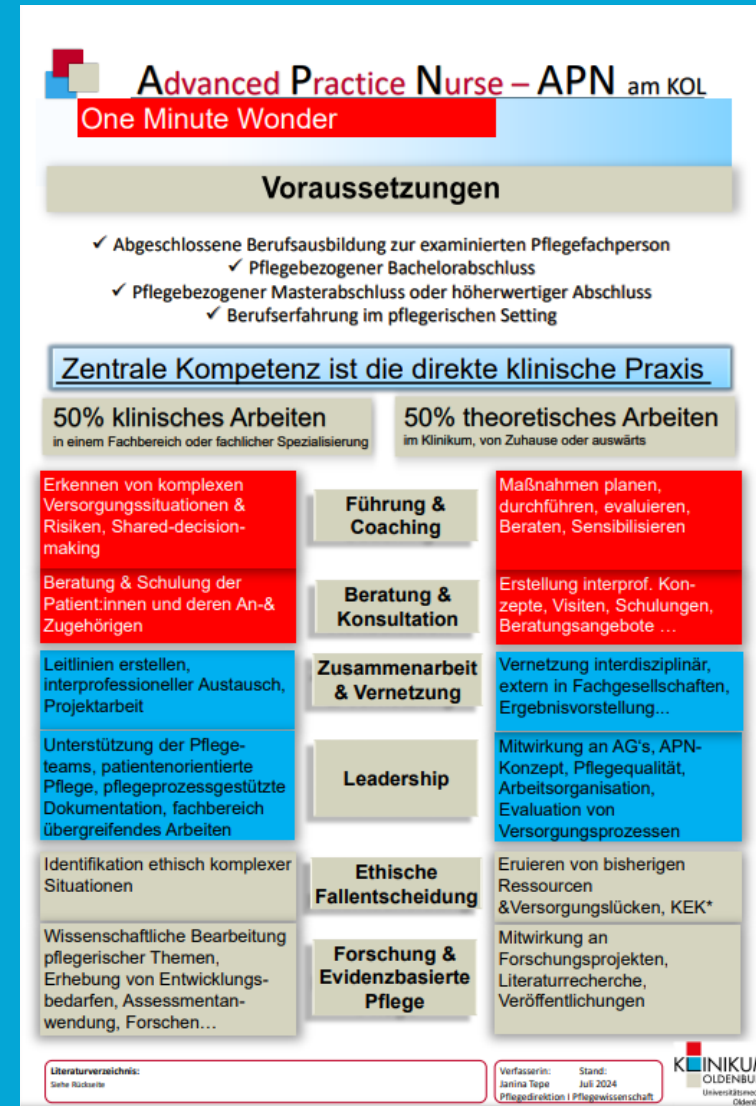 Advanced Practice Nurse – APN am KOL
One Minute Wonder
Voraussetzungen
✓ Abgeschlossene Berufsausbildung zur examinierten Pflegefachperson
✓ Pflegebezogener Bachelorabschluss
✓ Pflegebezogener Masterabschluss oder höherwertiger Abschluss
✓ Berufserfahrung im pflegerischen Setting
Zentrale Kompetenz ist die direkte klinische Praxis
50% klinisches Arbeiten
in einem Fachbereich oder fachlicher Spezialisierung
50% theoretisches Arbeiten
im Klinikum, von Zuhause oder auswärts
Erkennen von komplexen
Versorgungssituationen &
Risiken, Shared-decision-
making
Führung &
Coaching
Maßnahmen planen,
durchführen, evaluieren,
Beraten, Sensibilisieren
Beratung & Schulung der
Patient:innen und deren An-&
Zugehörigen
Beratung &
Konsultation
Erstellung interprof. Kon-
zepte, Visiten, Schulungen,
Beratungsangebote …
Leitlinien erstellen,
interprofessioneller Austausch,
Projektarbeit
Zusammenarbeit
& Vernetzung
Vernetzung interdisziplinär,
extern in Fachgesellschaften,
Ergebnisvorstellung...
Unterstützung der Pflege-
teams, patientenorientierte
Pflege, pflegeprozessgestützte
Dokumentation, fachbereich
übergreifendes Arbeiten
Leadership
Mitwirkung an AG's, APN-
Konzept, Pflegequalität,
Arbeitsorganisation,
Evaluation von
Versorgungsprozessen
Identifikation ethisch komplexer
Situationen
Ethische
Fallentscheidung
Eruieren von bisherigen
Ressourcen
&Versorgungslücken, KEK*
Wissenschaftliche Bearbeitung
pflegerischer Themen,
Erhebung von Entwicklungs-
bedarfen, Assessmentan-
wendung, Forschen…
Forschung &
Evidenzbasierte
Pflege
Mitwirkung an
Forschungsprojekten,
Literaturrecherche,
Veröffentlichungen
Literaturverzeichnis:
Siehe Rückseite
Verfasserin: Stand:
Janina Tepe Juli 2024
Pflegedirektion I Pflegewissenschaft
KLINIKUM
OLDENBU
Universitätsmed
Oldenb